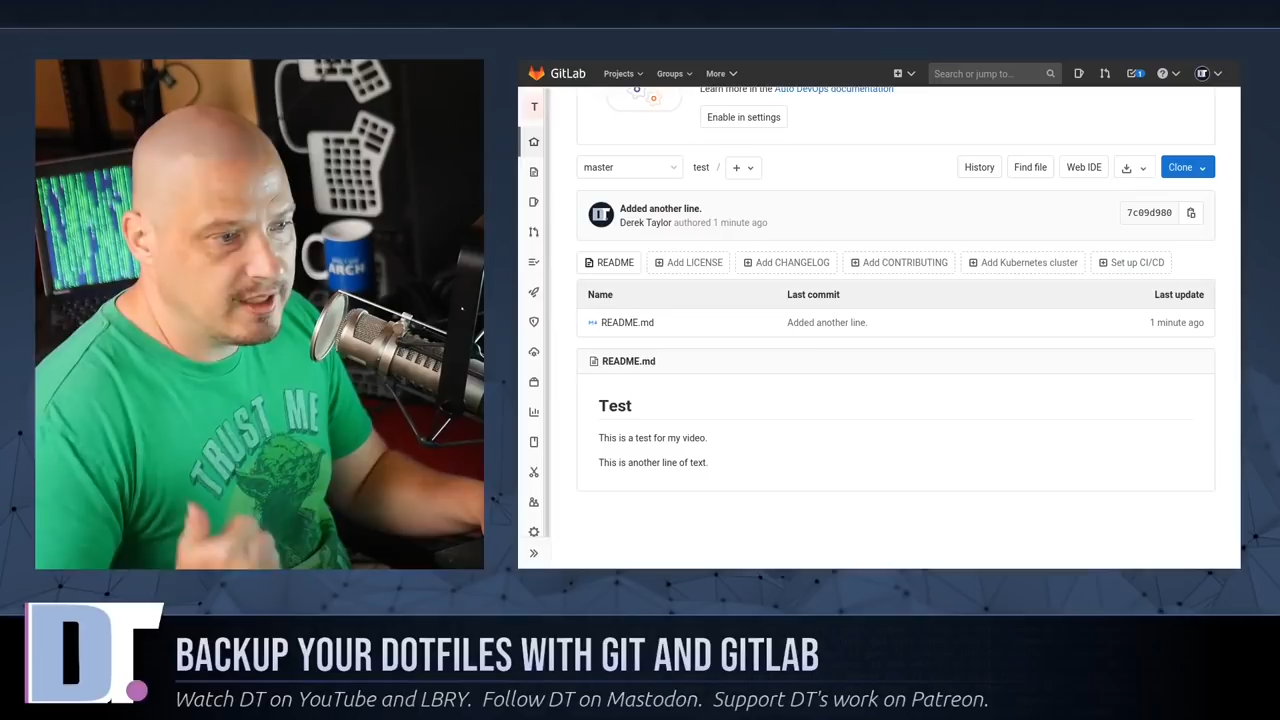 GitLab Projects Groups More Search or jump to... 1
Learn more in the Auto DevOps documentation
Enable in settings
T
master test / + History Find file Web IDE Clone
Added another line.
Derek Taylor authored 1 minute ago
7c09d980
README Add LICENSE Add CHANGELOG Add CONTRIBUTING Add Kubernetes cluster Set up CI/CD
Name Last commit Last update
README.md Added another line. 1 minute ago
README.md
Test
This is a test for my video.
This is another line of text.
ARCH
TRUST ME
DT.
BACKUP YOUR DOTFILES WITH GIT AND GITLAB
Watch DT on YouTube and LBRY. Follow DT on Mastodon. Support DT's work on Patreon.